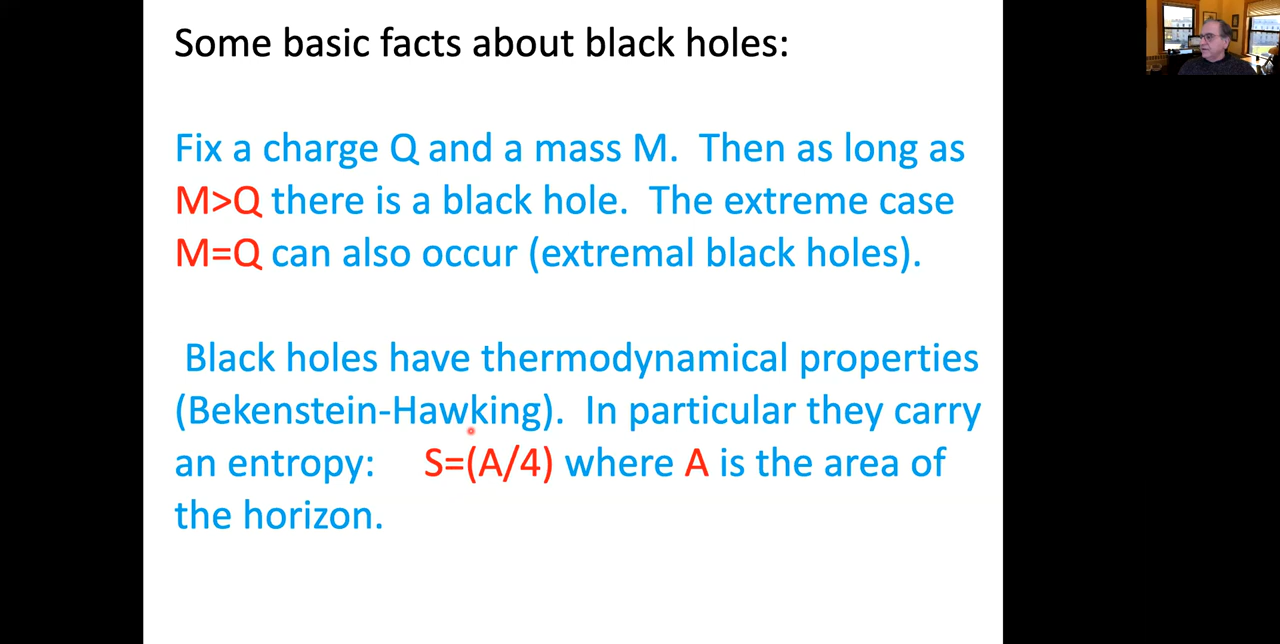 Some basic facts about black holes:
Fix a charge Q and a mass M. Then as long as
M>Q there is a black hole. The extreme case
M=Q can also occur (extremal black holes).
Black holes have thermodynamical properties
(Bekenstein-Hawking). In particular they carry
an entropy: S=(A/4) where A is the area of
the horizon.